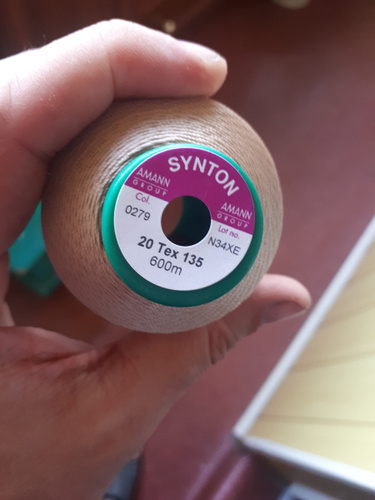 SYNTON
AMANN
GROUP
AMANN
GROUP
Col.
0279
Lot no.
N34XE
20 Tex 135
600m